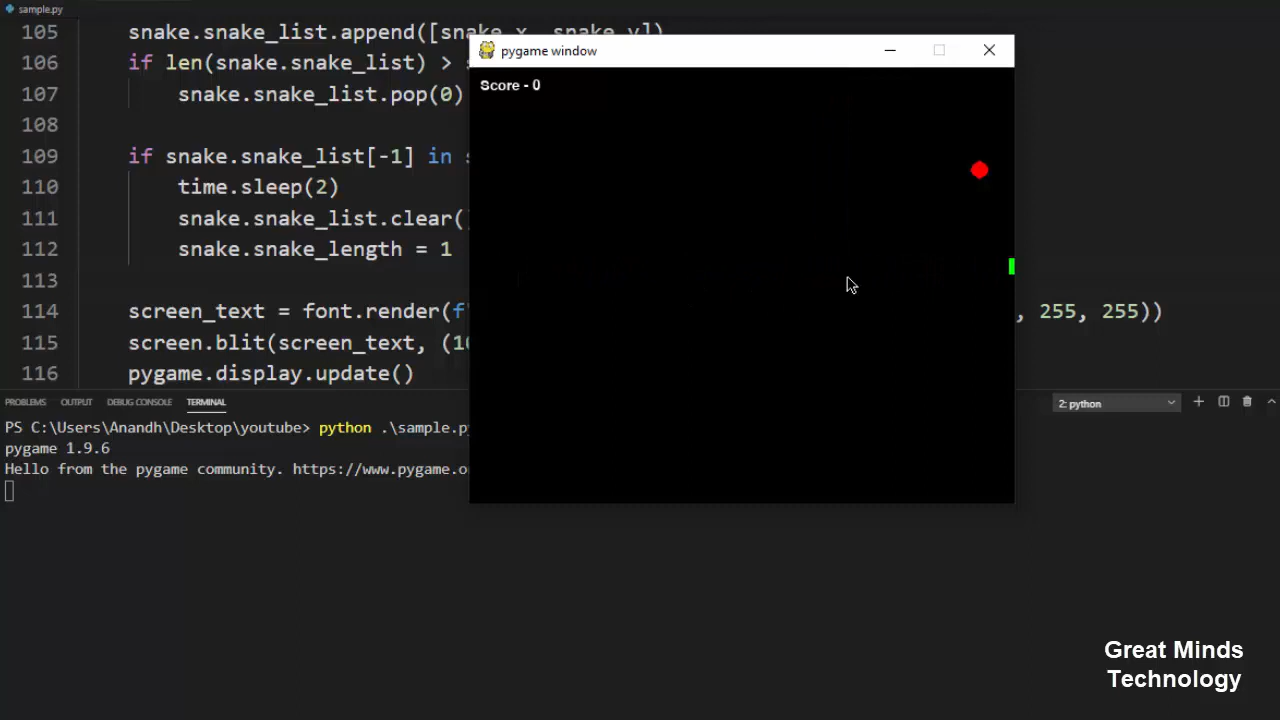 sample.py
105 snake.snake_list.append([snake.x, snake.y])
106 if len(snake.snake_list) >
107 snake.snake_list.pop(0)
108
109 if snake.snake_list[-1] in
110 time.sleep(2)
111 snake.snake_list.clear(
112 snake.snake_length = 1
113
114 screen_text = font.render(f , 255, 255))
115 screen.blit(screen_text, (10
116 pygame.display.update()
pygame window
Score - 0
PROBLEMS OUTPUT DEBUG CONSOLE TERMINAL 2: python
PS C:\Users\Anandh\Desktop\youtube> python .\sample.py
pygame 1.9.6
Hello from the pygame community. https://www.pygame.o
Great Minds
Technology